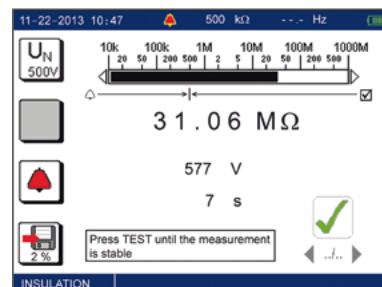 11-22-2013 10:47 500 kΩ --.- Hz
UN
500V
10k 100k 1M 10M 100M 1000M
20 50 200 500 2 5 20 50 200 500
31.06 MΩ
577 V
7 s
2 %
Press TEST until the measurement
is stable
../..
INSULATION